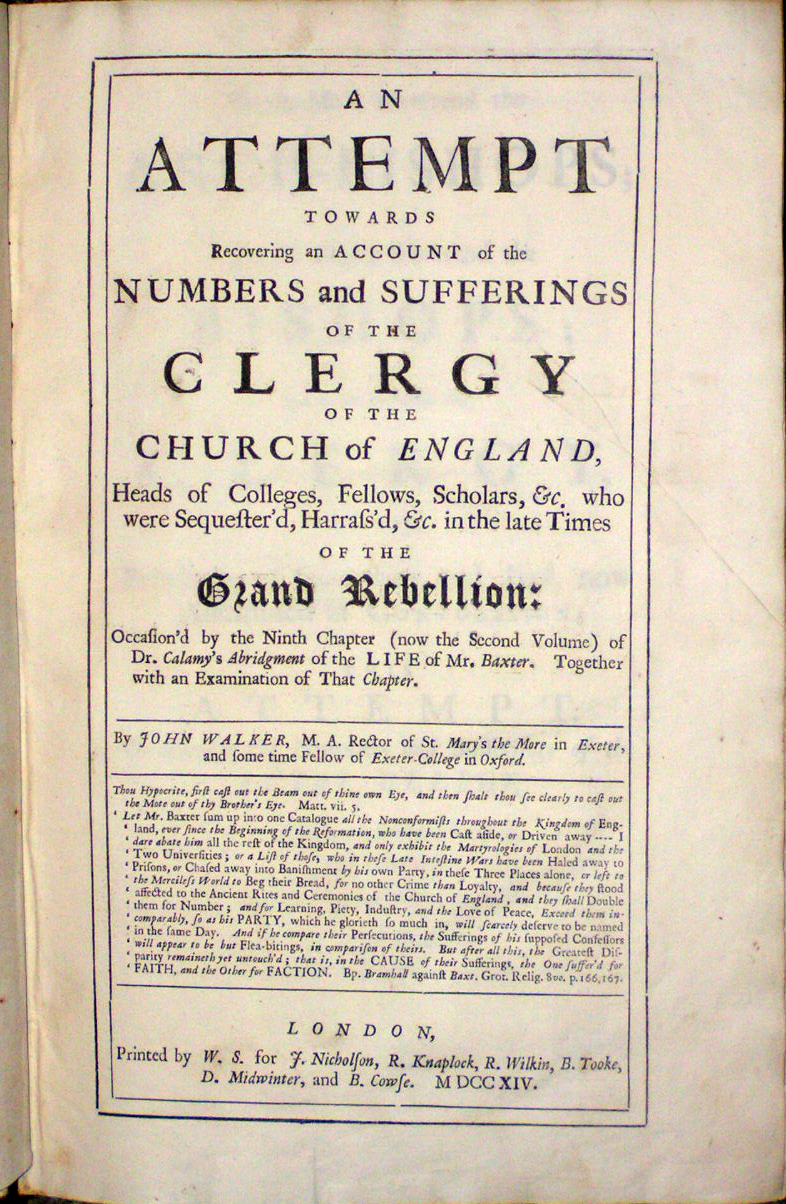 AN
ATTEMPT
TOWARDS
Recovering an ACCOUNT of the
NUMBERS and SUFFERINGS
OF THE
CLERGY
OF THE
CHURCH of ENGLAND,
Heads of Colleges, Fellows, Scholars, &c. who
were Sequeſter'd, Harraſs'd, &c. in the late Times
OF THE
Grand Rebellion:
Occaſion'd by the Ninth Chapter (now the Second Volume) of
Dr. Calamy's Abridgment of the LIFE of Mr. Baxter. Together
with an Examination of That Chapter.
By JOHN WALKER, M. A. Rector of St. Mary's the More in Exeter,
and ſome time Fellow of Exeter-College in Oxford.
Thou Hypocrite, firſt caſt out the Beam out of thine own Eye, and then ſhalt thou ſee clearly to caſt out
the Mote out of thy Brother's Eye. Matt. vii. 5.
' Let Mr. Baxter ſum up into one Catalogue all the Nonconformiſts throughout the Kingdom of Eng-
' land, ever ſince the Beginning of the Reformation, who have been Caſt aſide, or Driven away ---- I
' dare abate him all the reſt of the Kingdom, and only exhibit the Martyrologies of London and the
' Two Univerſities; or a Liſt of thoſe, who in theſe Late Inteſtine Wars have been Haled away to
' Priſons, or Chaſed away into Baniſhment by his own Party, in theſe Three Places alone, or left to
' the Mercileſs World to Beg their Bread, for no other Crime than Loyalty, and becauſe they ſtood
' affected to the Ancient Rites and Ceremonies of the Church of England, and they ſhall Double
' them for Number; and for Learning, Piety, Induſtry, and the Love of Peace, Exceed them in-
' comparably, ſo as his PARTY, which he glorieth ſo much in, will ſcarcely deſerve to be named
' in the ſame Day. And if he compare their Perſecutions, the Sufferings of his ſuppoſed Confeſſors
' will appear to be but Flea-bitings, in compariſon of theirs. But after all this, the Greateſt Diſ-
' parity remaineth yet untouch'd; that is, in the CAUSE of their Sufferings, the One ſuffer'd for
' FAITH, and the Other for FACTION. Bp. Bramhall againſt Baxt. Grot. Relig. 8vo. p. 166, 167.
LONDON,
Printed by W. S. for J. Nicholſon, R. Knaplock, R. Wilkin, B. Tooke,
D. Midwinter, and B. Cowſe. M DCC XIV.